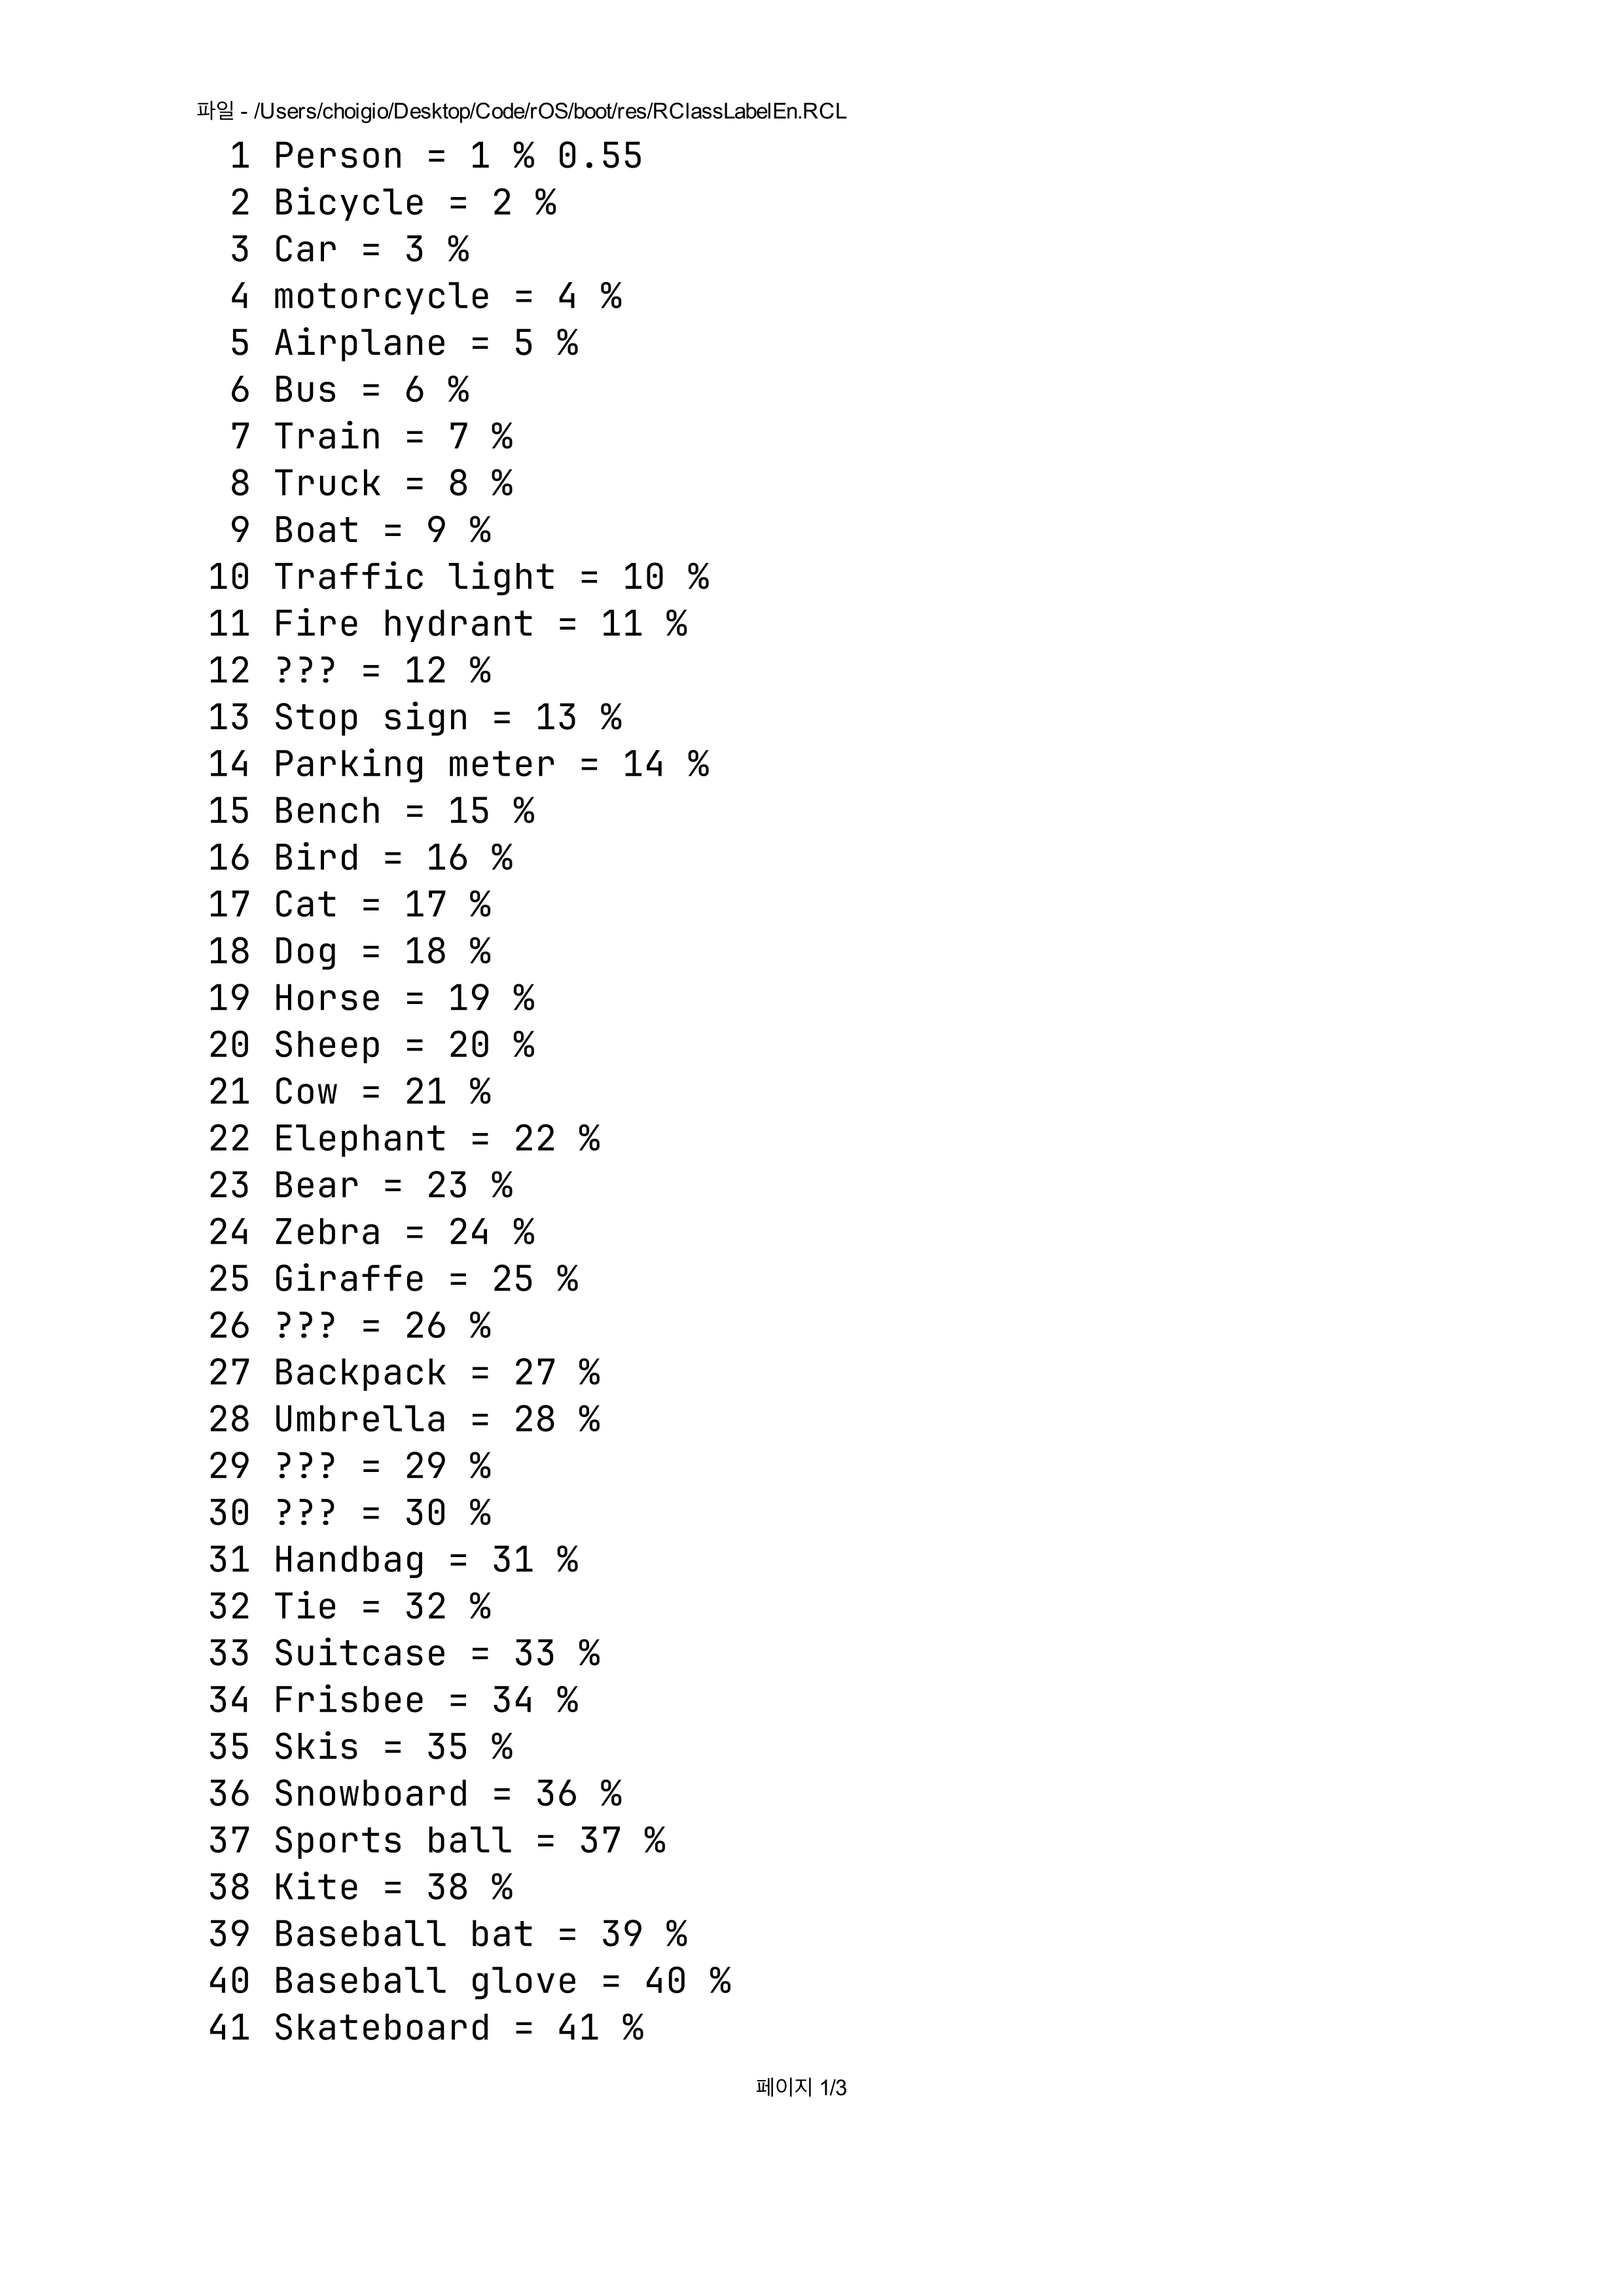 파일 - /Users/choigio/Desktop/Code/rOS/boot/res/RClassLabelEn.RCL
1 Person = 1 % 0.55
2 Bicycle = 2 %
3 Car = 3 %
4 motorcycle = 4 %
5 Airplane = 5 %
6 Bus = 6 %
7 Train = 7 %
8 Truck = 8 %
9 Boat = 9 %
10 Traffic light = 10 %
11 Fire hydrant = 11 %
12 ??? = 12 %
13 Stop sign = 13 %
14 Parking meter = 14 %
15 Bench = 15 %
16 Bird = 16 %
17 Cat = 17 %
18 Dog = 18 %
19 Horse = 19 %
20 Sheep = 20 %
21 Cow = 21 %
22 Elephant = 22 %
23 Bear = 23 %
24 Zebra = 24 %
25 Giraffe = 25 %
26 ??? = 26 %
27 Backpack = 27 %
28 Umbrella = 28 %
29 ??? = 29 %
30 ??? = 30 %
31 Handbag = 31 %
32 Tie = 32 %
33 Suitcase = 33 %
34 Frisbee = 34 %
35 Skis = 35 %
36 Snowboard = 36 %
37 Sports ball = 37 %
38 Kite = 38 %
39 Baseball bat = 39 %
40 Baseball glove = 40 %
41 Skateboard = 41 %
페이지 1/3